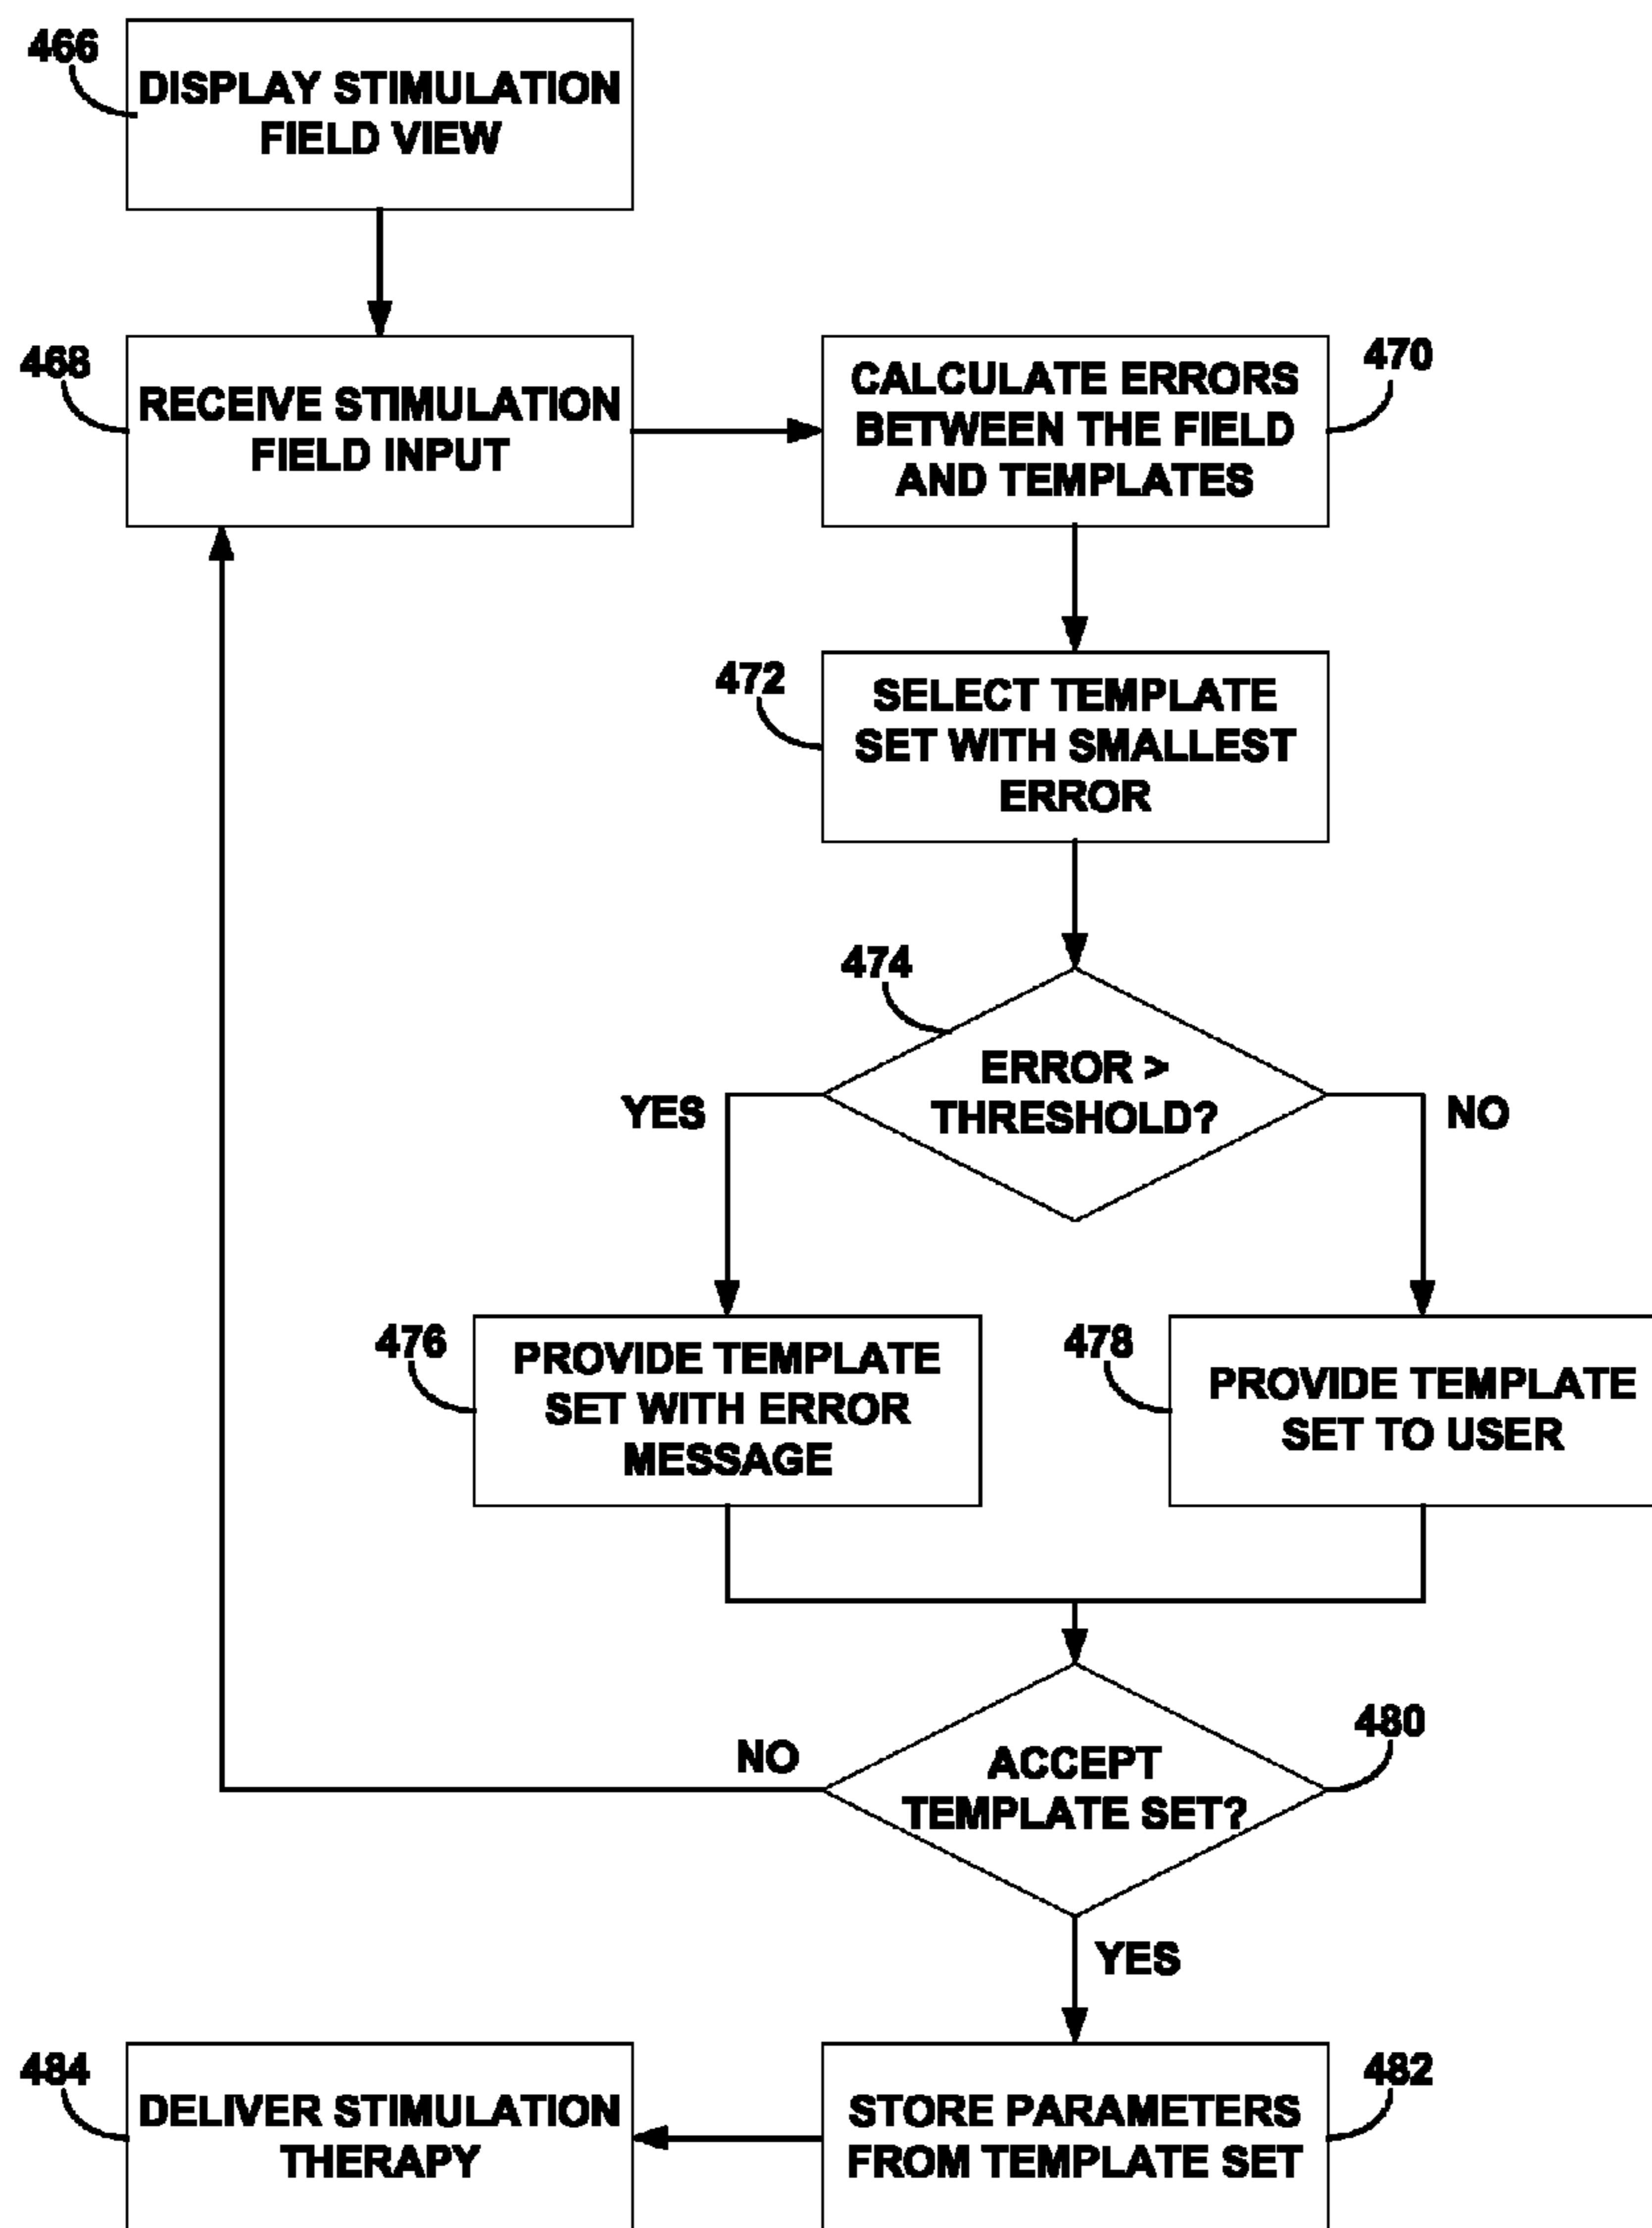 466
DISPLAY STIMULATION
FIELD VIEW
468
RECEIVE STIMULATION
FIELD INPUT
470
CALCULATE ERRORS
BETWEEN THE FIELD
AND TEMPLATES
472
SELECT TEMPLATE
SET WITH SMALLEST
ERROR
474
ERROR >
THRESHOLD?
YES
NO
476
PROVIDE TEMPLATE
SET WITH ERROR
MESSAGE
478
PROVIDE TEMPLATE
SET TO USER
480
ACCEPT
TEMPLATE SET?
NO
YES
482
STORE PARAMETERS
FROM TEMPLATE SET
484
DELIVER STIMULATION
THERAPY